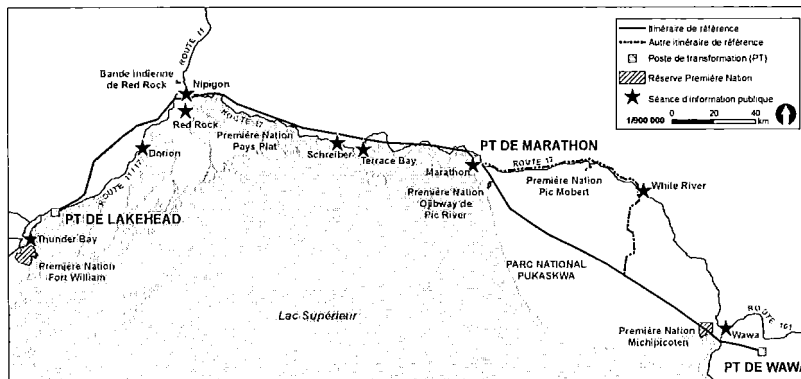 ROUTE 11
Bande Indienne
de Red Rock
Nipigon
Red Rock
ROUTE 17
Première Nation
Pays Plat
Dorion
ROUTE 11/17
Schreiber
Terrace Bay
PT DE MARATHON
Marathon
ROUTE 17
Première Nation
Ojibway de
Pic River
Première Nation
Pic Mobert
White River
PT DE LAKEHEAD
Thunder Bay
Première Nation
Fort William
PARC NATIONAL
PUKASKWA
Lac Supérieur
Première Nation
Michipicoten
Wawa
ROUTE 101
PT DE WAWA
Itinéraire de référence
Autre itinéraire de référence
Poste de transformation (PT)
Réserve Première Nation
Séance d'information publique
1/900 000
0 20 40
km